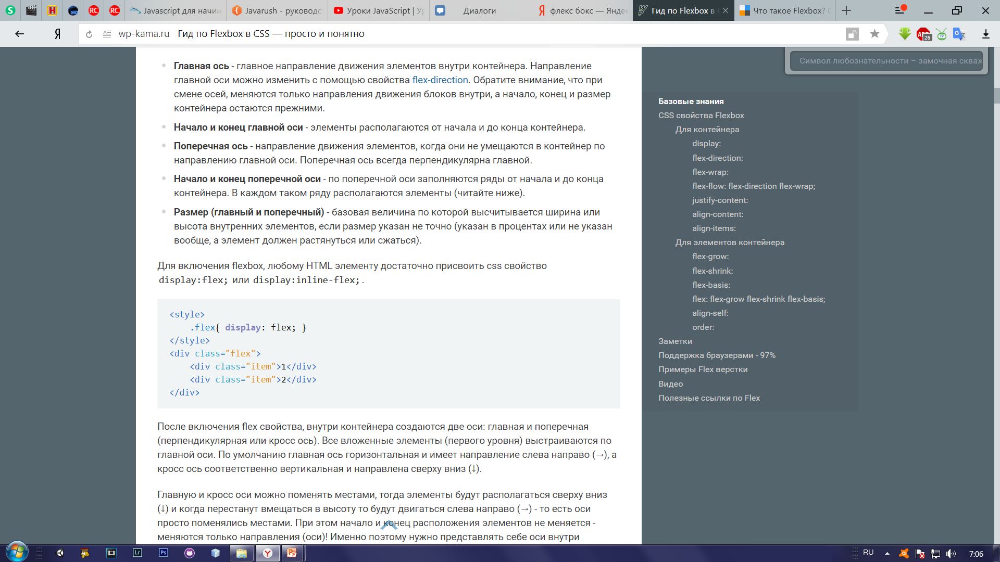 Javascript для начин
Javarush - руководст
Уроки JavaScript | Ур
Диалоги
флекс бокс — Яндек
Гид по Flexbox в C
Что такое Flexbox? C
wp-kama.ru Гид по Flexbox в CSS — просто и понятно
26
Главная ось - главное направление движения элементов внутри контейнера. Направление
главной оси можно изменить с помощью свойства flex-direction. Обратите внимание, что при
смене осей, меняются только направления движения блоков внутри, а начало, конец и размер
контейнера остаются прежними.
Начало и конец главной оси - элементы располагаются от начала и до конца контейнера.
Поперечная ось - направление движения элементов, когда они не умещаются в контейнер по
направлению главной оси. Поперечная ось всегда перпендикулярна главной.
Начало и конец поперечной оси - по поперечной оси заполняются ряды от начала и до конца
контейнера. В каждом таком ряду располагаются элементы (читайте ниже).
Размер (главный и поперечный) - базовая величина по которой высчитывается ширина или
высота внутренних элементов, если размер указан не точно (указан в процентах или не указан
вообще, а элемент должен растянуться или сжаться).
Для включения flexbox, любому HTML элементу достаточно присвоить css свойство
display:flex; или display:inline-flex;.
<style>
    .flex{ display: flex; }
</style>
<div class="flex">
    <div class="item">1</div>
    <div class="item">2</div>
</div>
После включения flex свойства, внутри контейнера создаются две оси: главная и поперечная
(перпендикулярная или кросс ось). Все вложенные элементы (первого уровня) выстраиваются по
главной оси. По умолчанию главная ось горизонтальная и имеет направление слева направо (→), а
кросс ось соответственно вертикальная и направлена сверху вниз (↓).
Главную и кросс оси можно поменять местами, тогда элементы будут располагаться сверху вниз
(↓) и когда перестанут вмещаться в высоту то будут двигаться слева направо (→) - то есть оси
просто поменялись местами. При этом начало и конец расположения элементов не меняется -
меняются только направления (оси)! Именно поэтому нужно представлять себе оси внутри
Символ любознательности – замочная скваж
Базовые знания
CSS свойства Flexbox
Для контейнера
display:
flex-direction:
flex-wrap:
flex-flow: flex-direction flex-wrap;
justify-content:
align-content:
align-items:
Для элементов контейнера
flex-grow:
flex-shrink:
flex-basis:
flex: flex-grow flex-shrink flex-basis;
align-self:
order:
Заметки
Поддержка браузерами - 97%
Примеры Flex верстки
Видео
Полезные ссылки по Flex
RU
7:06